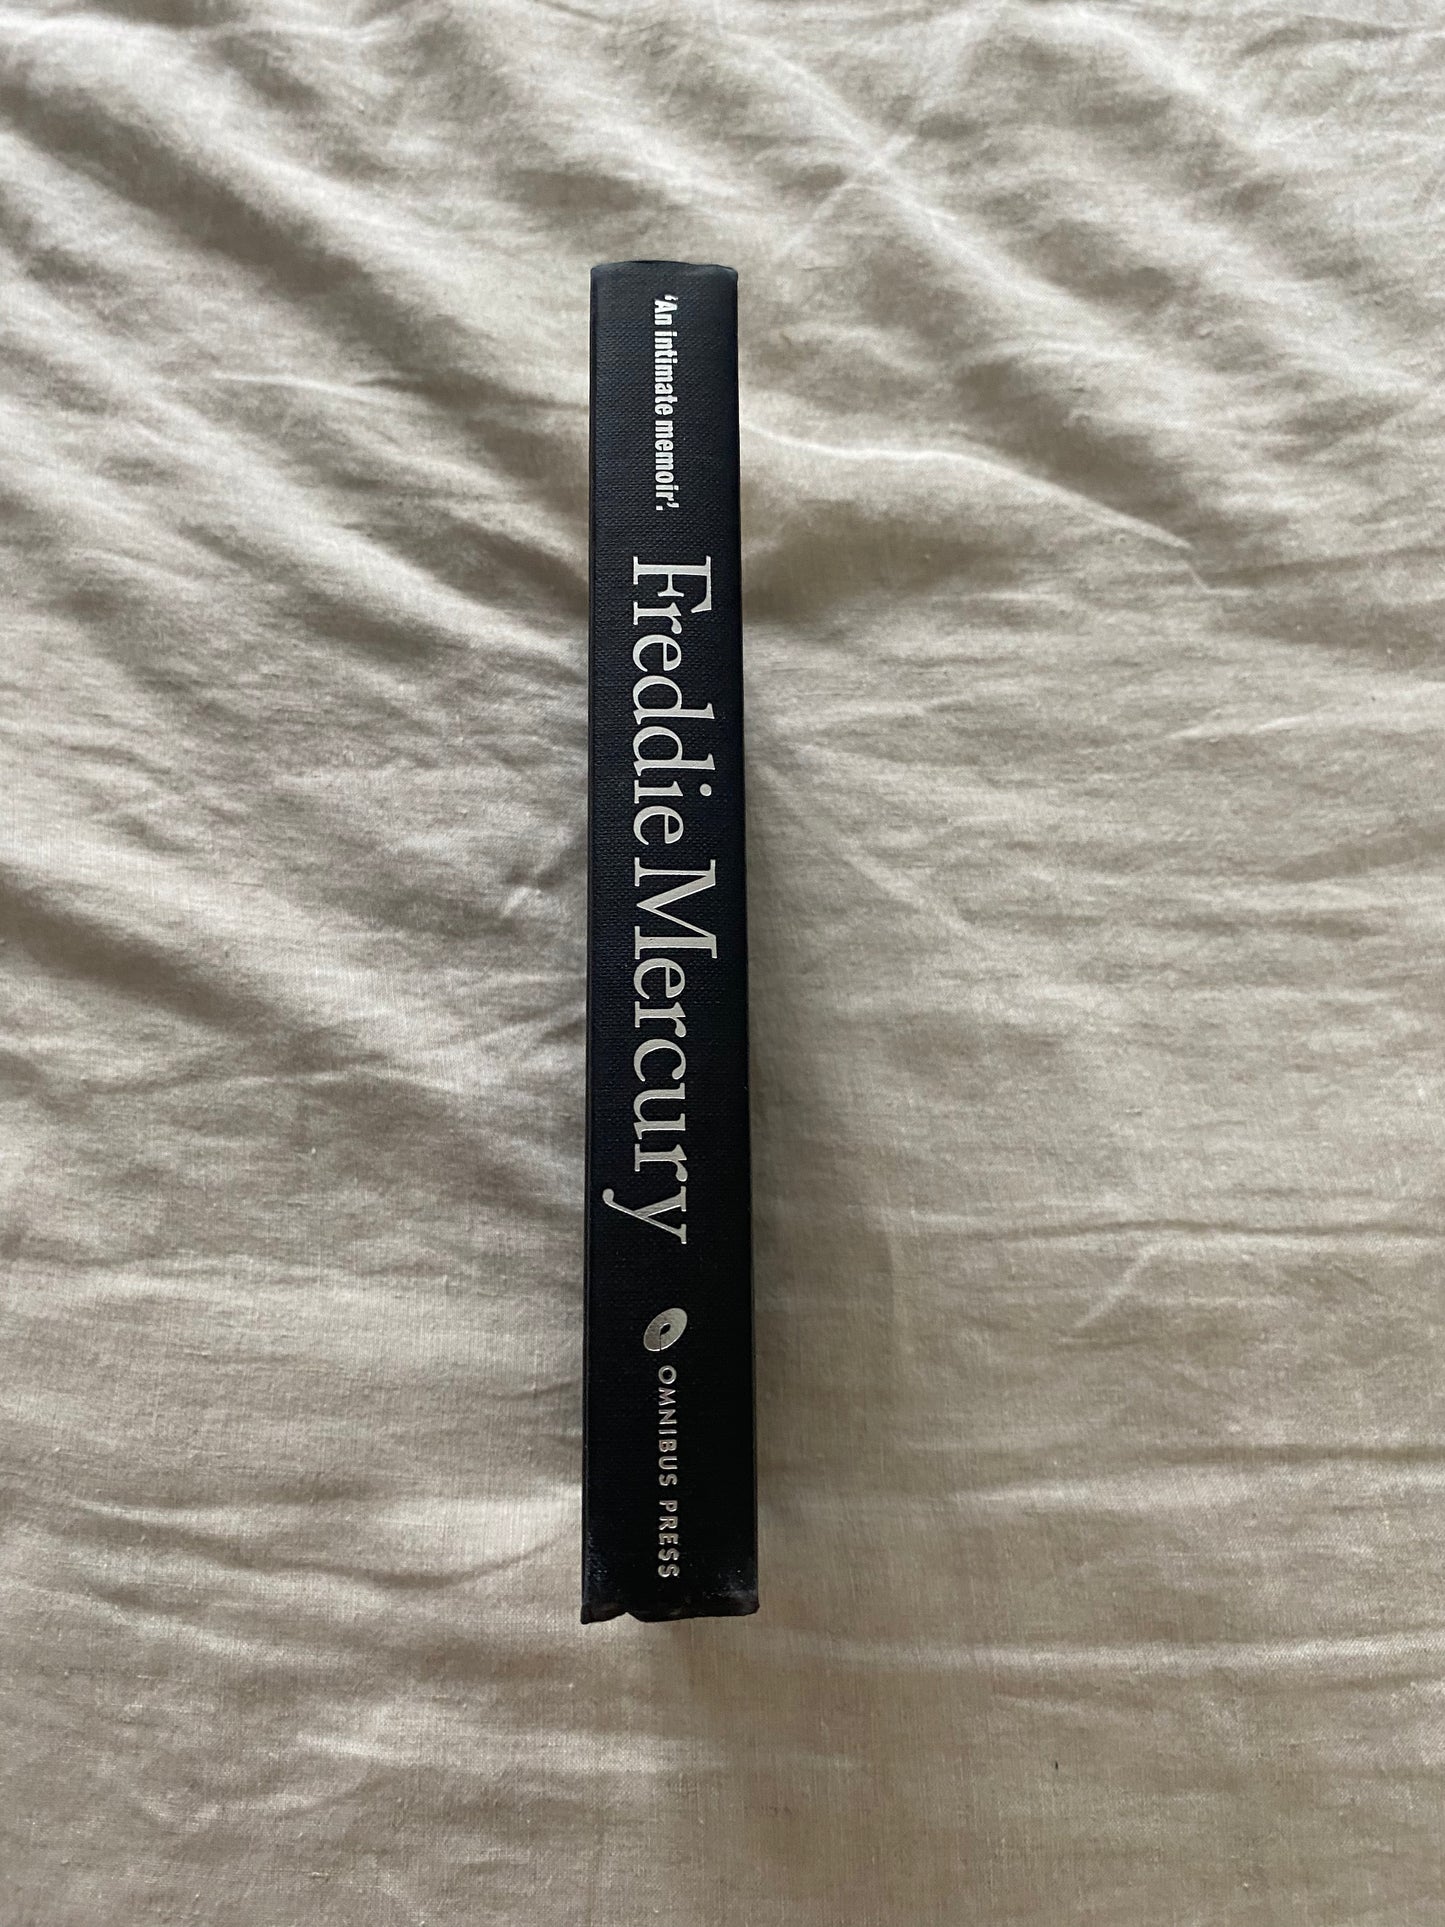 ‘An intimate memoir’.
Freddie Mercury
OMNIBUS PRESS